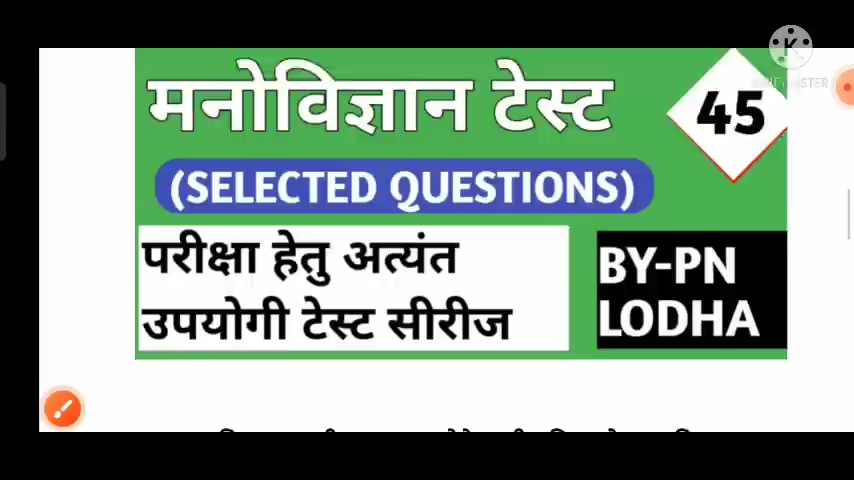 मनोविज्ञान टेस्ट
45
(SELECTED QUESTIONS)
परीक्षा हेतु अत्यंत
उपयोगी टेस्ट सीरीज
BY-PN
LODHA